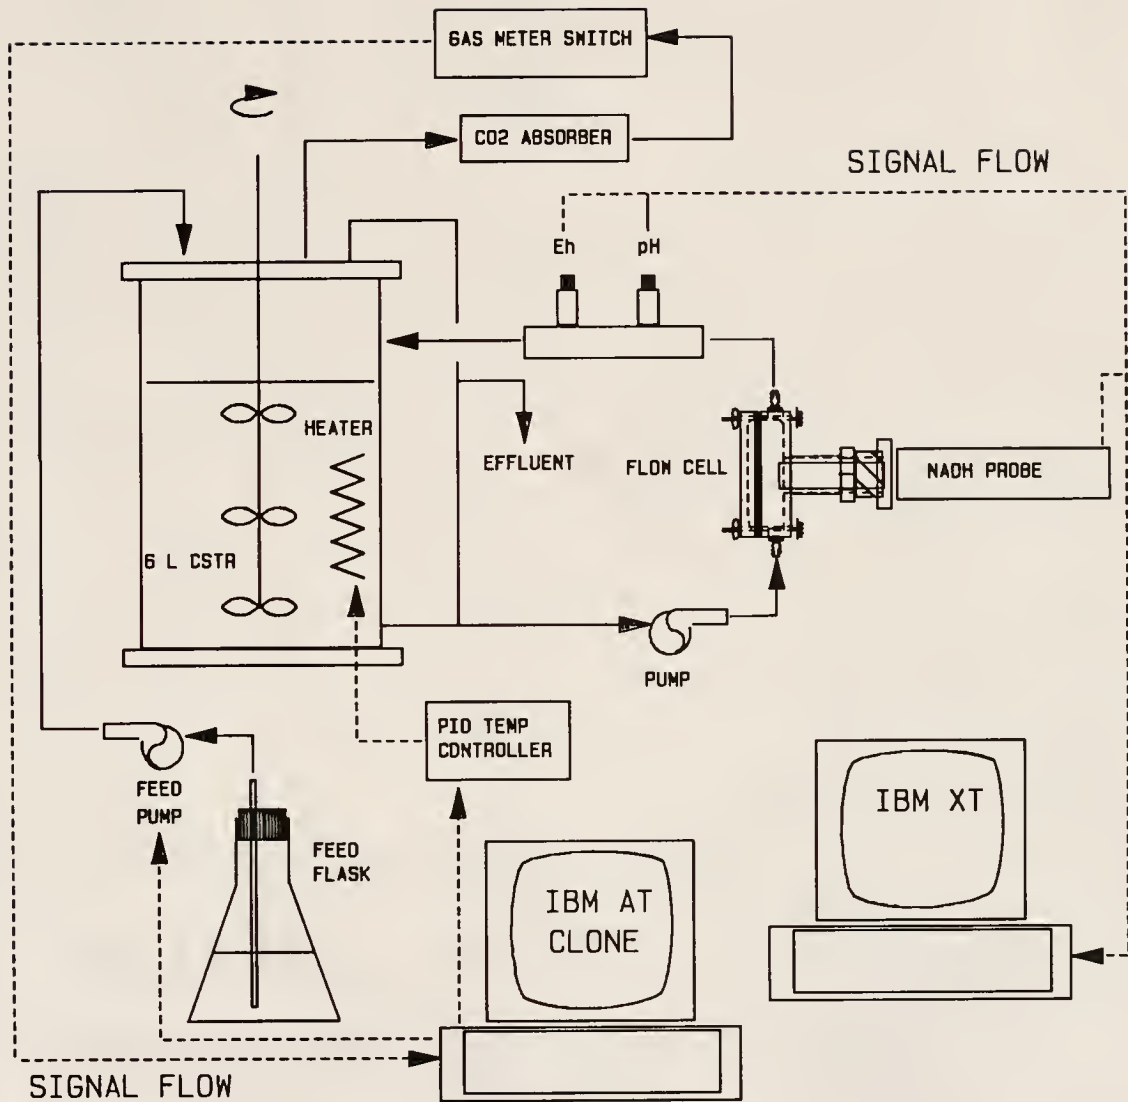 GAS METER SWITCH
CO2 ABSORBER
SIGNAL FLOW
Eh
pH
HEATER
EFFLUENT
FLOW CELL
NADH PROBE
6 L CSTR
PUMP
PID TEMP
CONTROLLER
FEED
PUMP
FEED
FLASK
IBM XT
IBM AT
CLONE
SIGNAL FLOW